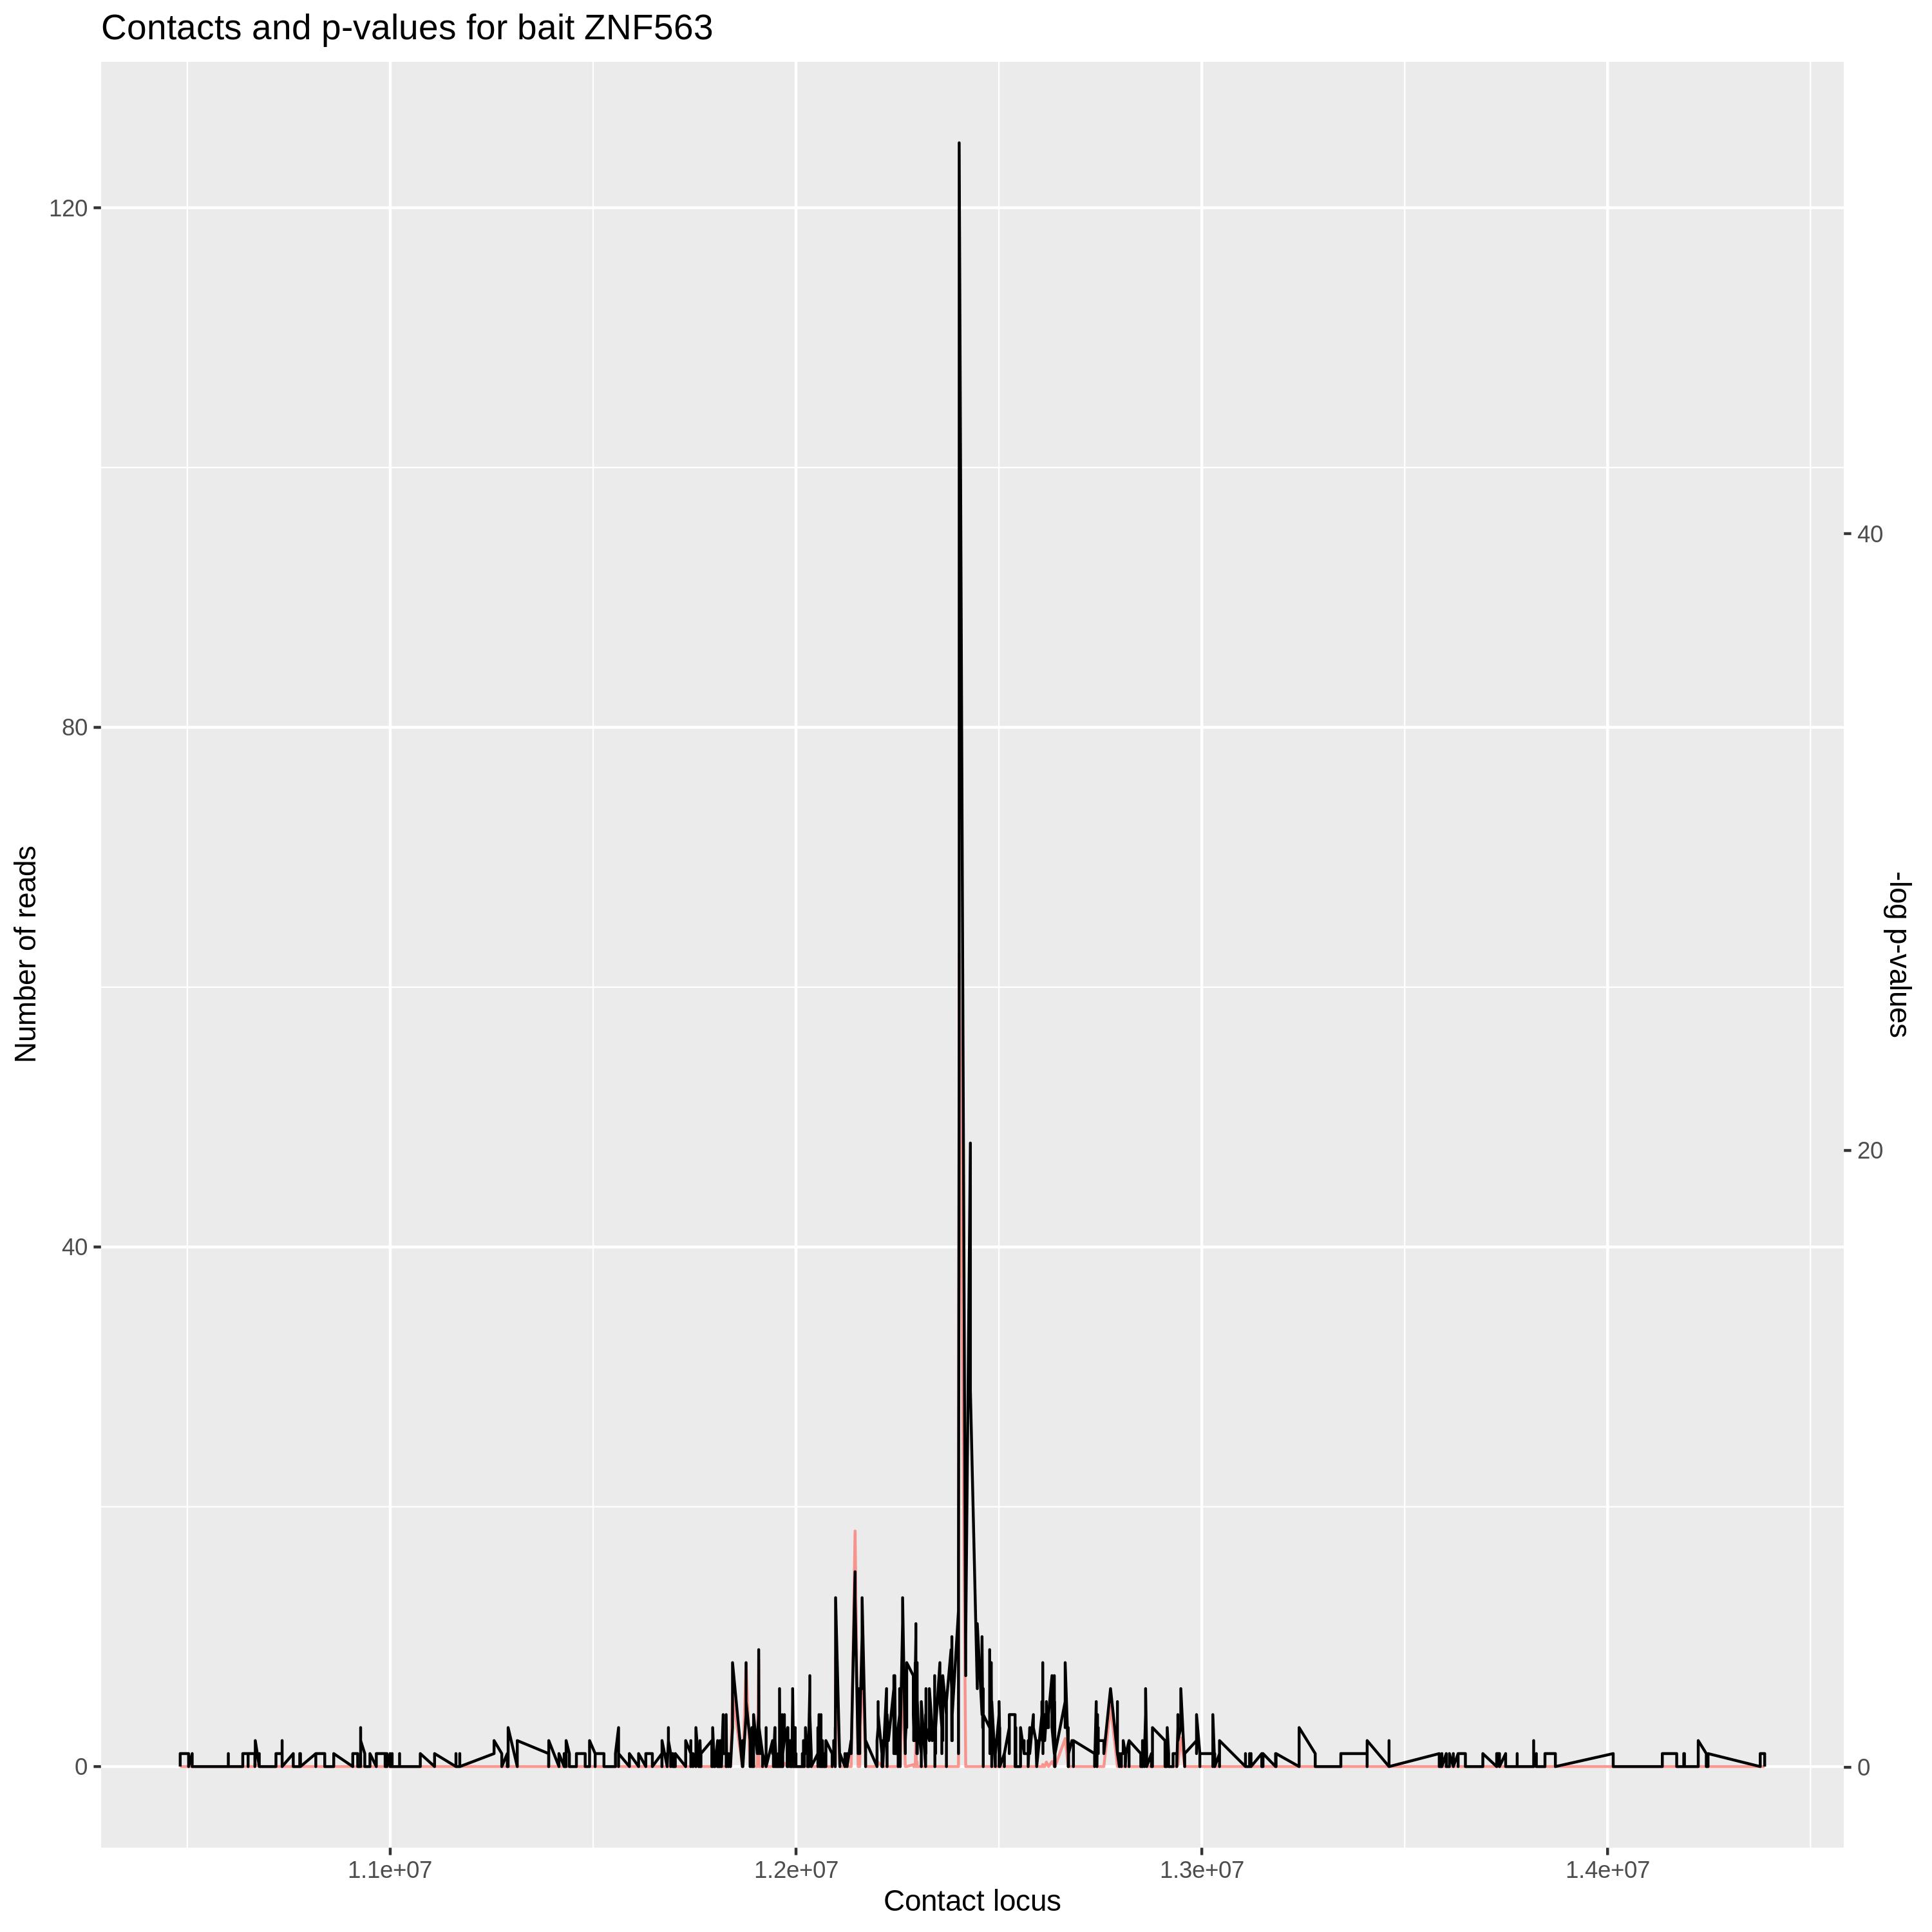 Contacts and p-values for bait ZNF563
120
80
40
0
Number of reads
40
20
0
-log p-values
1.1e+07
1.2e+07
1.3e+07
1.4e+07
Contact locus